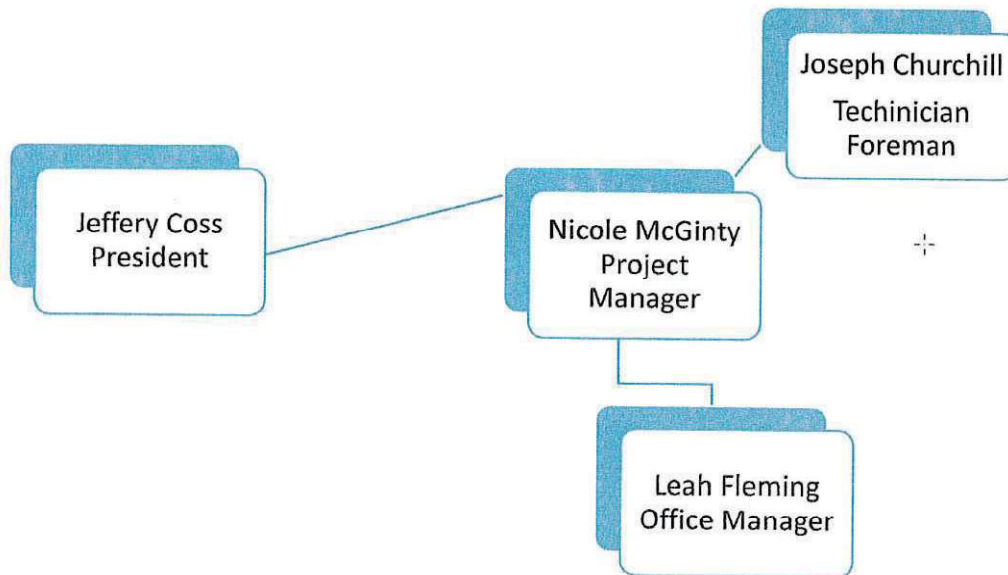 Joseph Churchill
Techinician
Foreman
Jeffery Coss
President
Nicole McGinty
Project
Manager
Leah Fleming
Office Manager